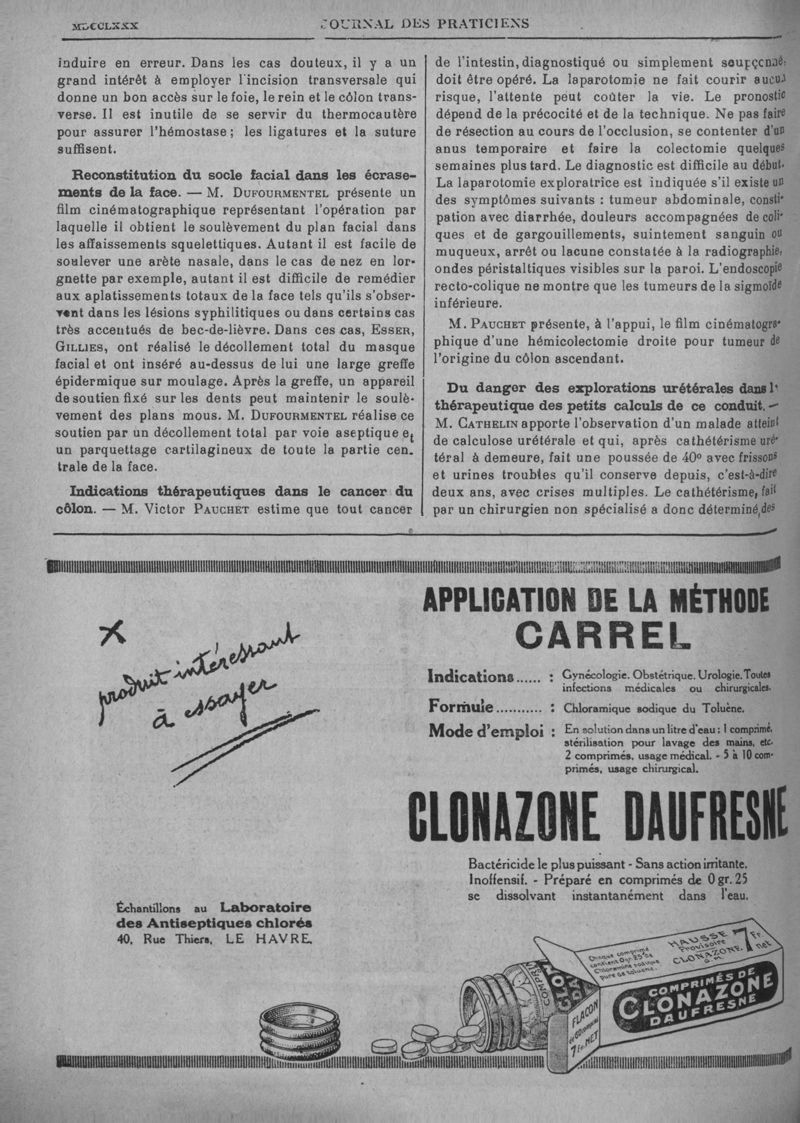 MDCCLXXX
JOURNAL DES PRATICIENS
induire en erreur. Dans les cas douteux, il y a un
grand intérêt à employer l'incision transversale qui
donne un bon accès sur le foie, le rein et le côlon trans-
verse. Il est inutile de se servir du thermocautère
pour assurer l'hémostase; les ligatures et la suture
suffisent.
Reconstitution du socle facial dans les écrase-
ments de la face. — M. DUFOURMENTEL présente un
film cinématographique représentant l'opération par
laquelle il obtient le soulèvement du plan facial dans
les affaissements squelettiques. Autant il est facile de
soulever une arête nasale, dans le cas de nez en lor-
gnette par exemple, autant il est difficile de remédier
aux aplatissements totaux de la face tels qu'ils s'obser-
vent dans les lésions syphilitiques ou dans certains cas
très accentués de bec-de-lièvre. Dans ces cas, ESSER,
GILLIES, ont réalisé le décollement total du masque
facial et ont inséré au-dessus de lui une large greffe
épidermique sur moulage. Après la greffe, un appareil
de soutien fixé sur les dents peut maintenir le soulè-
vement des plans mous. M. DUFOURMENTEL réalise ce
soutien par un décollement total par voie aseptique et
un parquettage cartilagineux de toute la partie cen.
trale de la face.
Indications thérapeutiques dans le cancer du
côlon. — M. Victor PAUCHET estime que tout cancer
de l'intestin, diagnostiqué ou simplement soupçonné,
doit être opéré. La laparotomie ne fait courir aucun
risque, l'attente peut coûter la vie. Le pronostic
dépend de la précocité et de la technique. Ne pas faire
de résection au cours de l'occlusion, se contenter d'un
anus temporaire et faire la colectomie quelques
semaines plus tard. Le diagnostic est difficile au début.
La laparotomie exploratrice est indiquée s'il existe un
des symptômes suivants : tumeur abdominale, consti-
pation avec diarrhée, douleurs accompagnées de coli-
ques et de gargouillements, suintement sanguin ou
muqueux, arrêt ou lacune constatée à la radiographie,
ondes péristaltiques visibles sur la paroi. L'endoscopie
recto-colique ne montre que les tumeurs de la sigmoïde
inférieure.
M. PAUCHET présente, à l'appui, le film cinématogra-
phique d'une hémicolectomie droite pour tumeur de
l'origine du côlon ascendant.
Du danger des explorations urétérales dans l'
thérapeutique des petits calculs de ce conduit. —
M. CATHELIN apporte l'observation d'un malade atteint
de calculose urétérale et qui, après cathétérisme uré-
téral à demeure, fait une poussée de 40° avec frissons
et urines troubles qu'il conserve depuis, c'est-à-dire
deux ans, avec crises multiples. Le cathétérisme, fait
par un chirurgien non spécialisé a donc déterminé, des
X
produit intéressant
à essayer
Échantillons au Laboratoire
des Antiseptiques chlorés
40, Rue Thiers, LE HAVRE.
APPLICATION DE LA MÉTHODE
CARREL
Indications...... : Gynécologie. Obstétrique. Urologie. Toutes
infections médicales ou chirurgicales.
Formule........... : Chloramique sodique du Toluène.
Mode d'emploi : En solution dans un litre d'eau : 1 comprimé,
stérilisation pour lavage des mains, etc.
2 comprimés, usage médical. - 5 à 10 com-
primés, usage chirurgical.
CLONAZONE DAUFRESNE
Bactéricide le plus puissant - Sans action irritante.
Inoffensif. - Préparé en comprimés de 0 gr. 25
se dissolvant instantanément dans l'eau.
Chaque comprimé
contient 0 gr. 25 de
Chloramine sodique
pure de toluène.
HAUSSE
Provisoire
CLONAZONE.
7 Fr. net
COMPRIMÉS DE
CLONAZONE
DAUFRESNE
FLACON
de 60 comprimés
7 Fr. NET